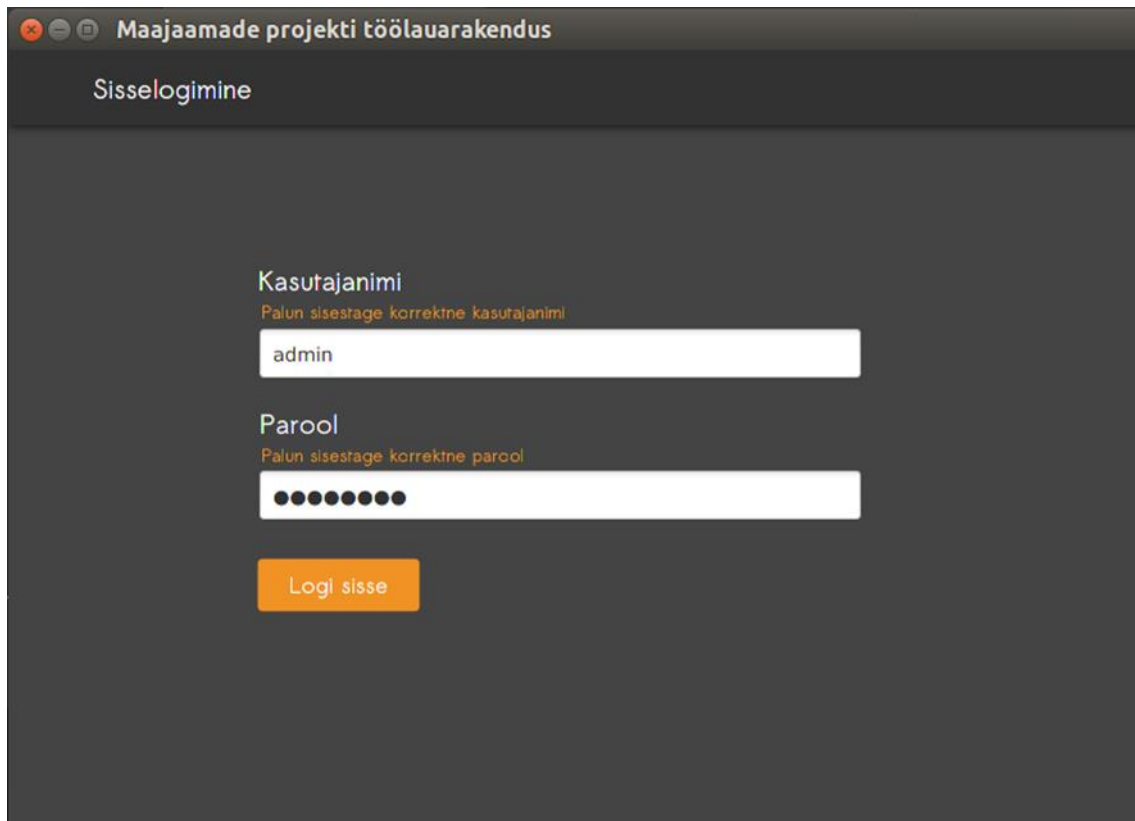 Maajaamade projekti töölauarakendus
Sisselogimine
Kasutajanimi
Palun sisestage korrektne kasutajanimi
admin
Parool
Palun sisestage korrektne parool
●●●●●●●●
Logi sisse